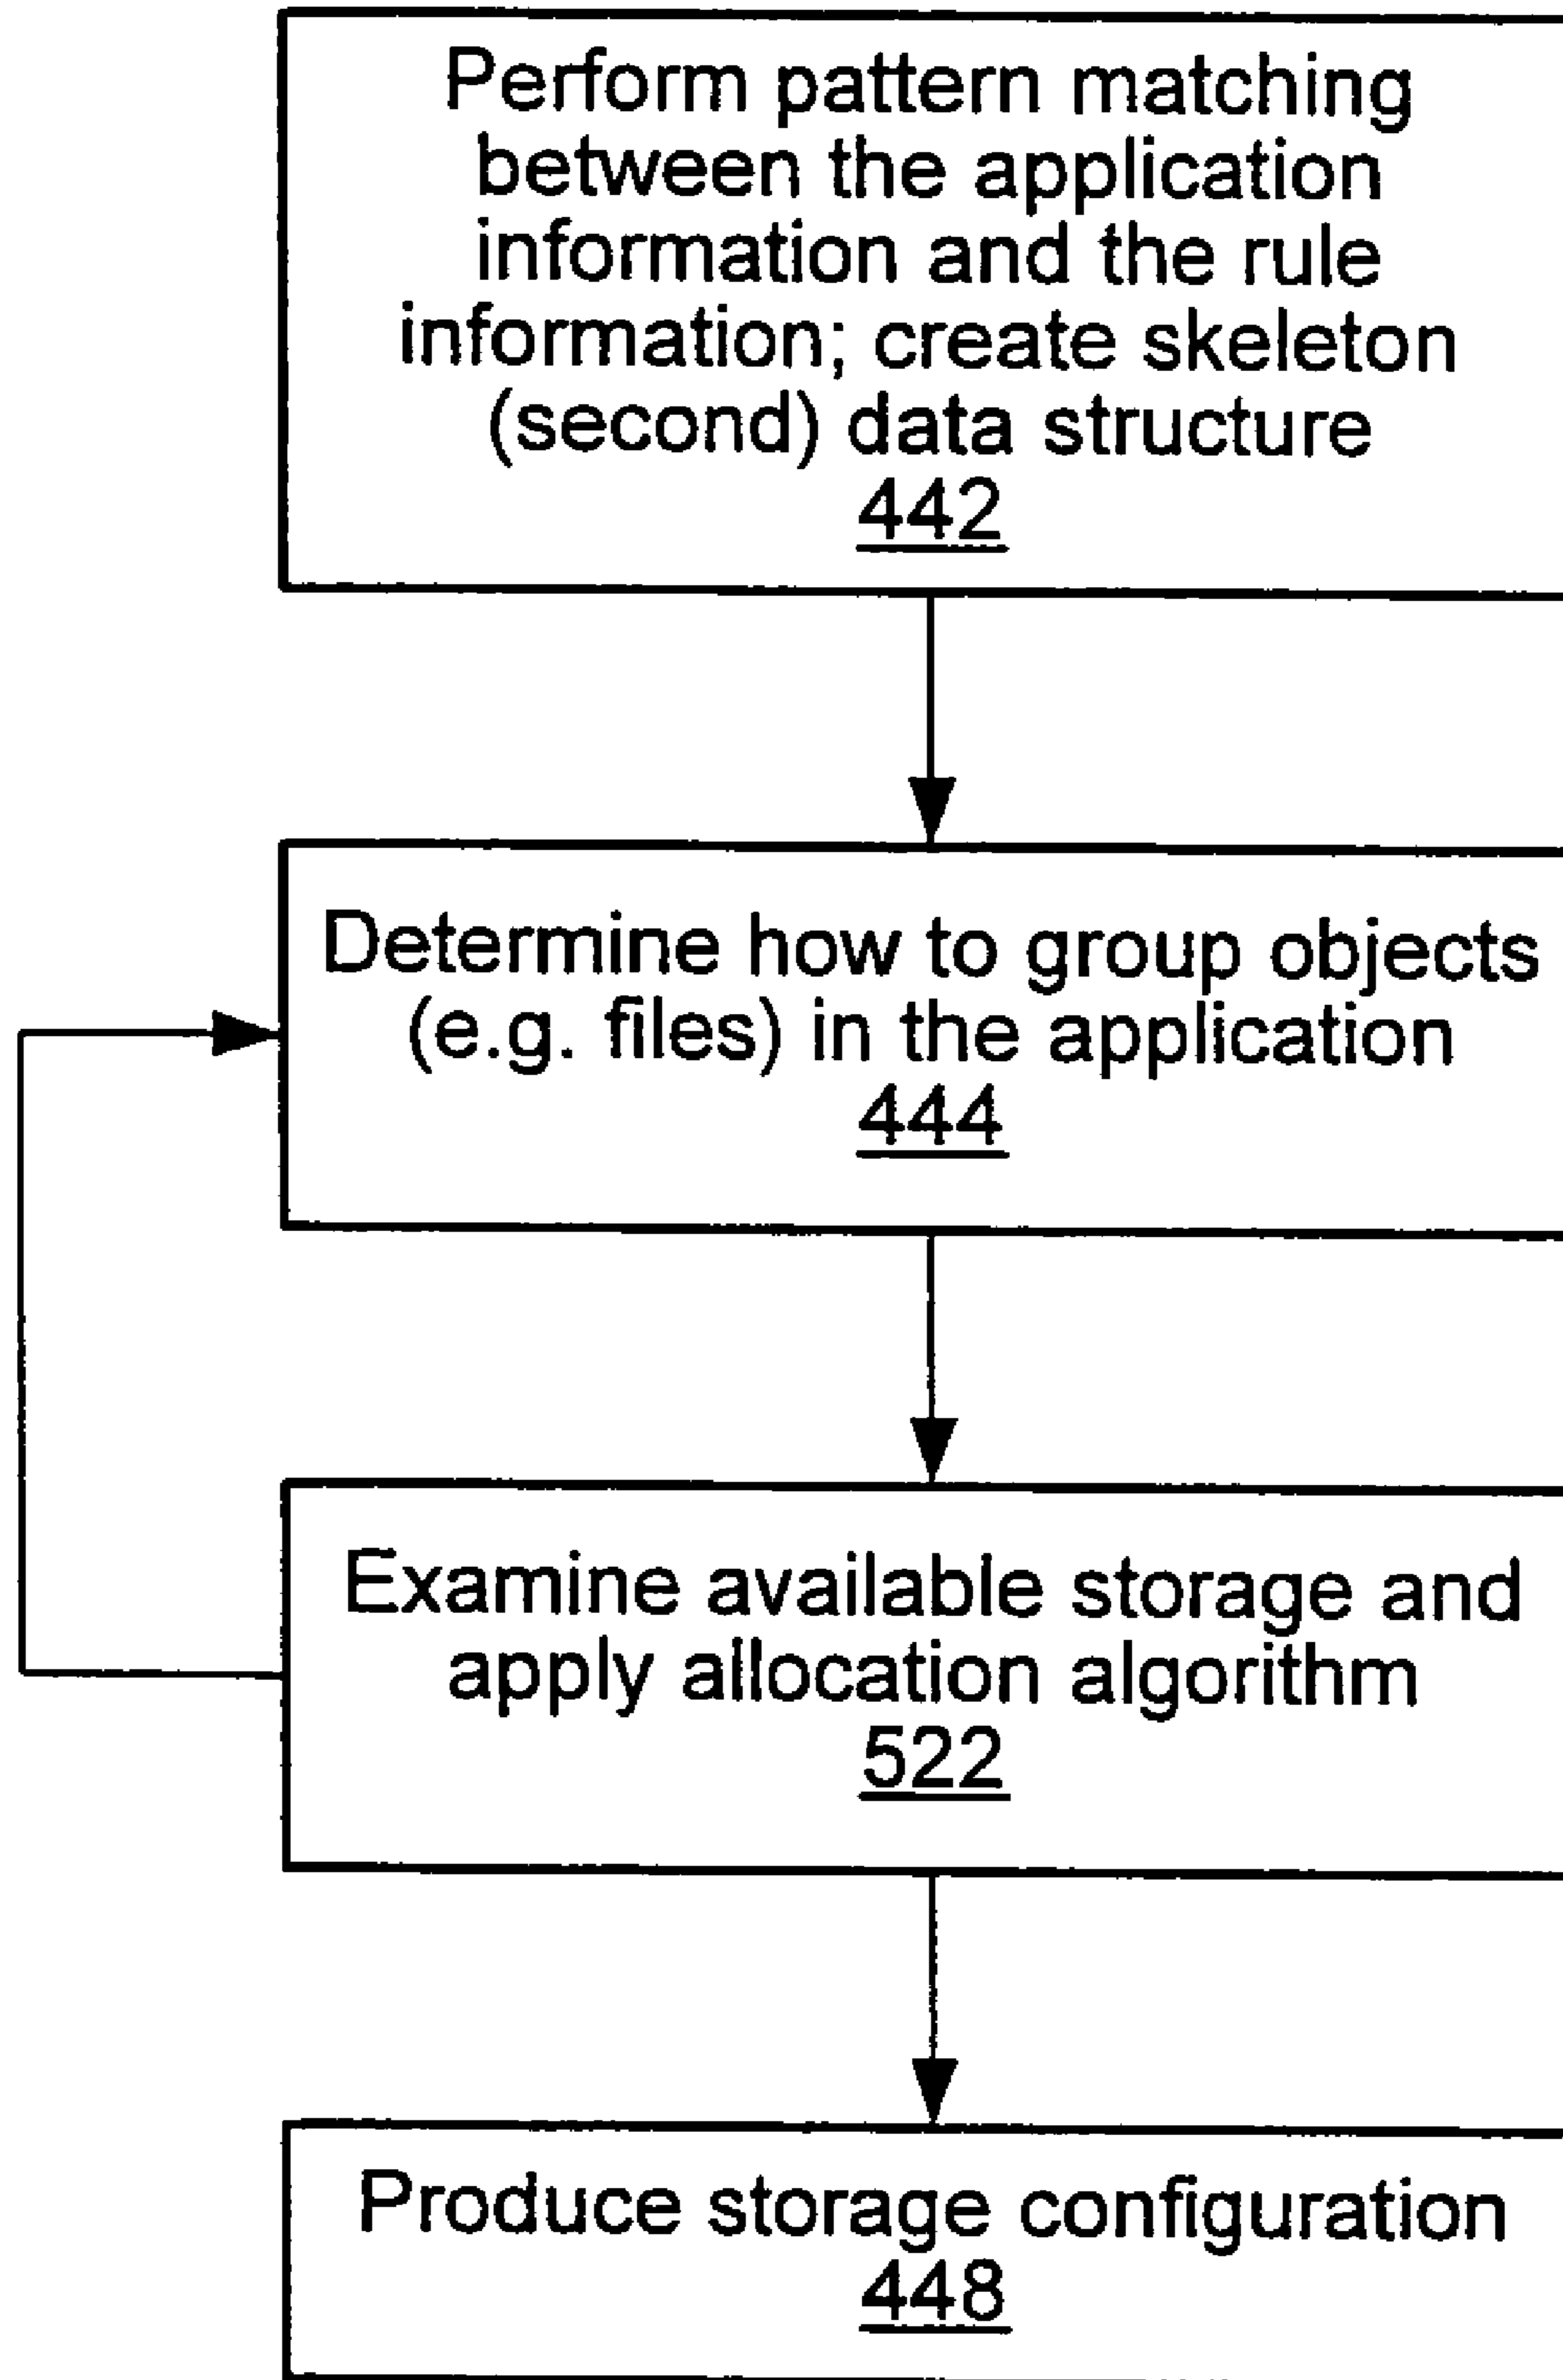 Perform pattern matching
between the application
information and the rule
information; create skeleton
(second) data structure
442
Determine how to group objects
(e.g. files) in the application
444
Examine available storage and
apply allocation algorithm
522
Produce storage configuration
448